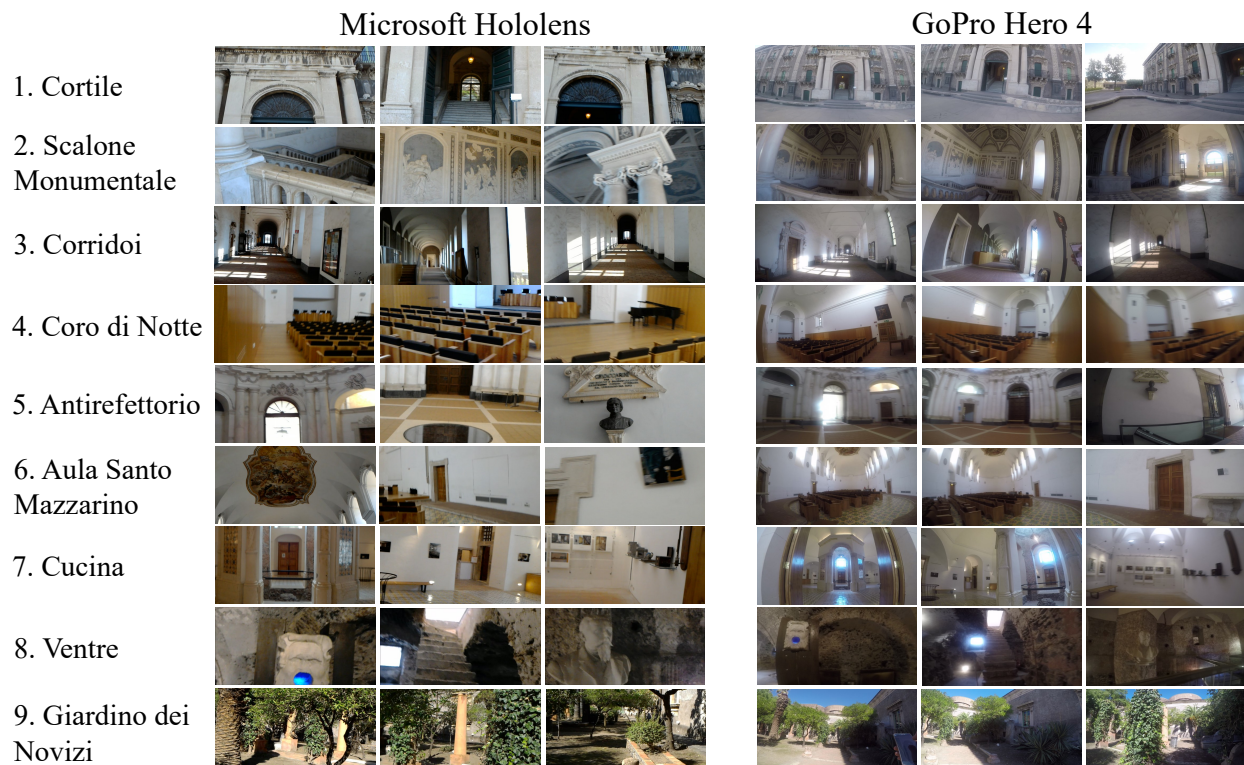 Microsoft Hololens
GoPro Hero 4
1. Cortile
2. Scalone
Monumentale
3. Corridoi
4. Coro di Notte
5. Antirefettorio
6. Aula Santo
Mazzarino
7. Cucina
8. Ventre
9. Giardino dei
Novizi